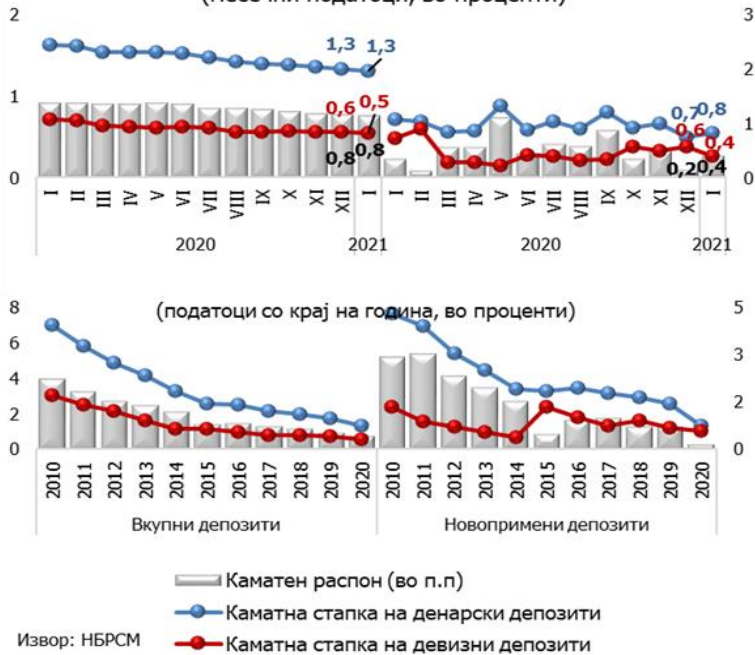 (Месечни податоци, во проценти)
2
1
0
3
2
1
0
1,3
1,3
0,6
0,5
0,8
0,8
0,7
0,8
0,6
0,4
0,2
0,4
I II III IV V VI VII VIII IX X XI XII I
I II III IV V VI VII VIII IX X XI XII I
2020 2021 2020 2021
(податоци со крај на година, во проценти)
8
6
4
2
0
5
3
2
0
2010 2011 2012 2013 2014 2015 2016 2017 2018 2019 2020
2010 2011 2012 2013 2014 2015 2016 2017 2018 2019 2020
Вкупни депозити Новопримени депозити
Каматен распон (во п.п)
Каматна стапка на денарски депозити
Каматна стапка на девизни депозити
Извор: НБРСМ